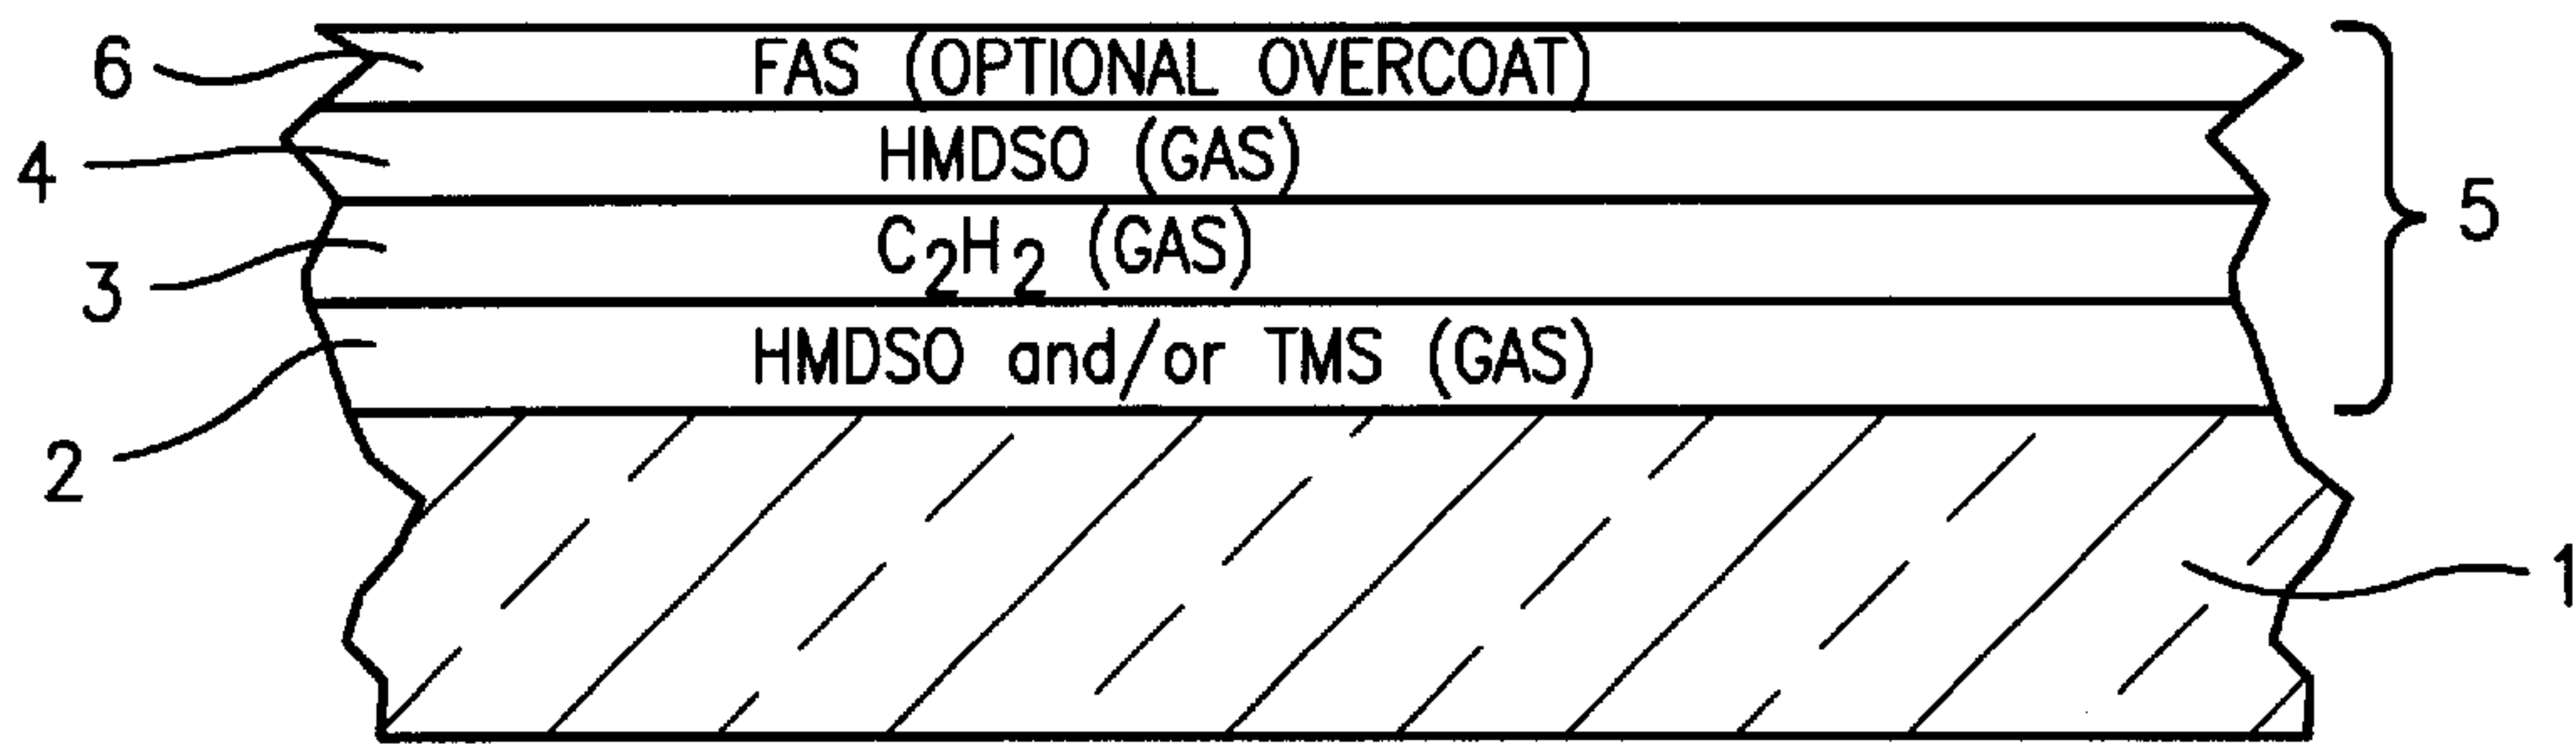 6 FAS (OPTIONAL OVERCOAT)
4 HMDSO (GAS) 5
3 C₂H₂ (GAS)
2 HMDSO and/or TMS (GAS)
1